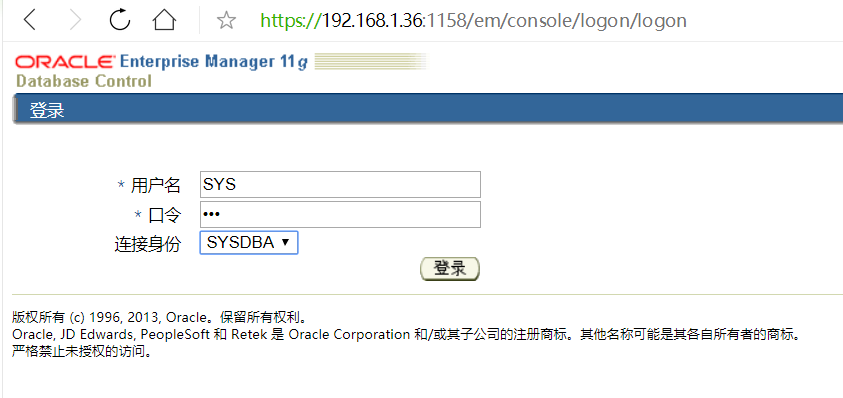 https://192.168.1.36:1158/em/console/logon/logon
ORACLE Enterprise Manager 11g
Database Control
登录
* 用户名 SYS
* 口令 •••
连接身份 SYSDBA ▼
登录
版权所有 (c) 1996, 2013, Oracle。保留所有权利。
Oracle, JD Edwards, PeopleSoft 和 Retek 是 Oracle Corporation 和/或其子公司的注册商标。其他名称可能是其各自所有者的商标。
严格禁止未授权的访问。